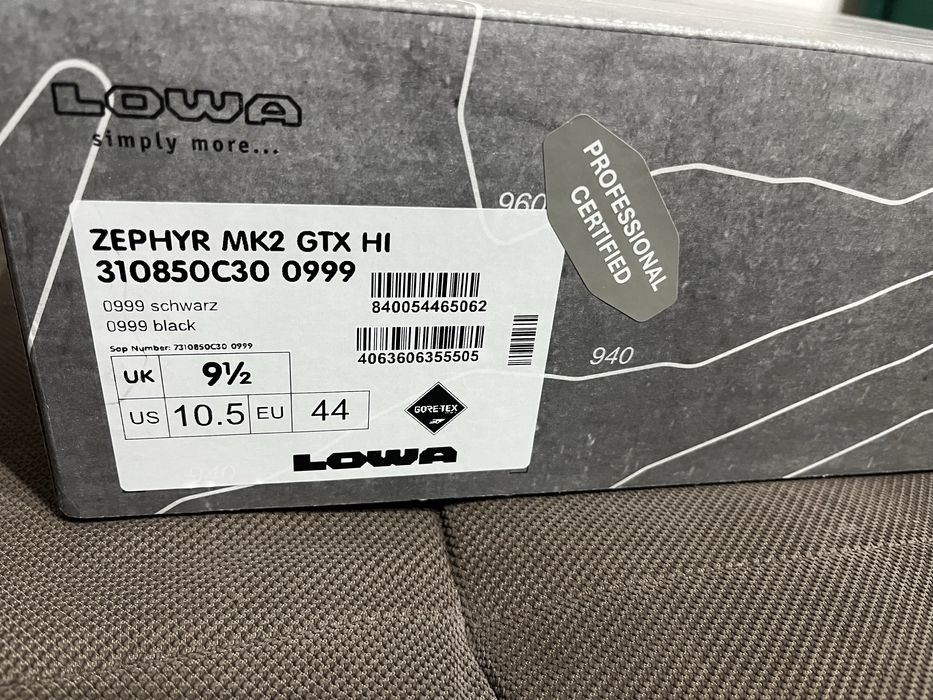 LOWA
simply more...
PROFESSIONAL
CERTIFIED
960
ZEPHYR MK2 GTX HI
310850C30 0999
0999 schwarz
0999 black
840054465062
4063606355505
Sap Number: 7310850C30 0999
UK 9½
US 10.5 EU 44
GORE-TEX
LOWA
940
940